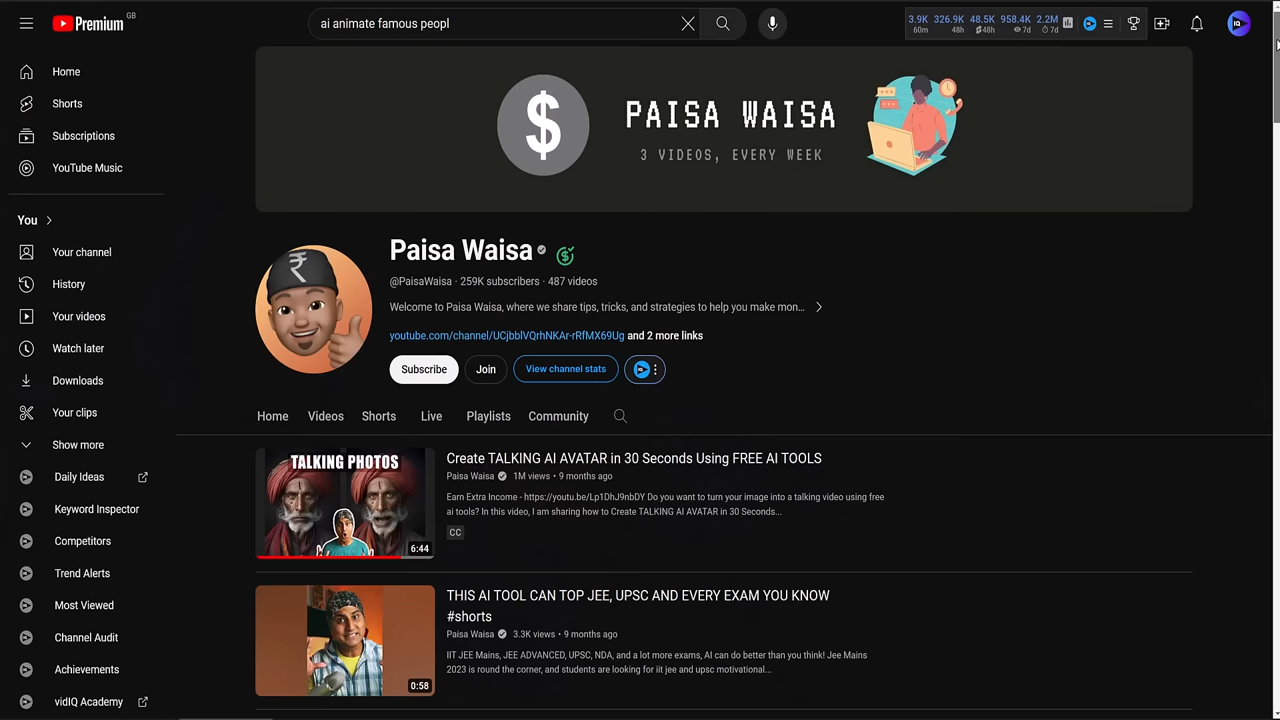 Premium GB
ai animate famous peopl
3.9K 326.9K 48.5K 958.4K 2.2M
60m 48h 48h 7d 7d
IQ
Home
Shorts
Subscriptions
YouTube Music
You
Your channel
History
Your videos
Watch later
Downloads
Your clips
Show more
Daily Ideas
Keyword Inspector
Competitors
Trend Alerts
Most Viewed
Channel Audit
Achievements
vidIQ Academy
$ PAISA WAISA
3 VIDEOS, EVERY WEEK
₹
Paisa Waisa
@PaisaWaisa · 259K subscribers · 487 videos
Welcome to Paisa Waisa, where we share tips, tricks, and strategies to help you make mon...
youtube.com/channel/UCjbblVQrhNKAr-rRfMX69Ug and 2 more links
Subscribe Join View channel stats
Home Videos Shorts Live Playlists Community
TALKING PHOTOS
6:44
Create TALKING AI AVATAR in 30 Seconds Using FREE AI TOOLS
Paisa Waisa 1M views • 9 months ago
Earn Extra Income - https://youtu.be/Lp1DhJ9nbDY Do you want to turn your image into a talking video using free
ai tools? In this video, I am sharing how to Create TALKING AI AVATAR in 30 Seconds...
CC
0:58
THIS AI TOOL CAN TOP JEE, UPSC AND EVERY EXAM YOU KNOW
#shorts
Paisa Waisa 3.3K views • 9 months ago
IIT JEE Mains, JEE ADVANCED, UPSC, NDA, and a lot more exams, AI can do better than you think! Jee Mains
2023 is round the corner, and students are looking for iit jee and upsc motivational...